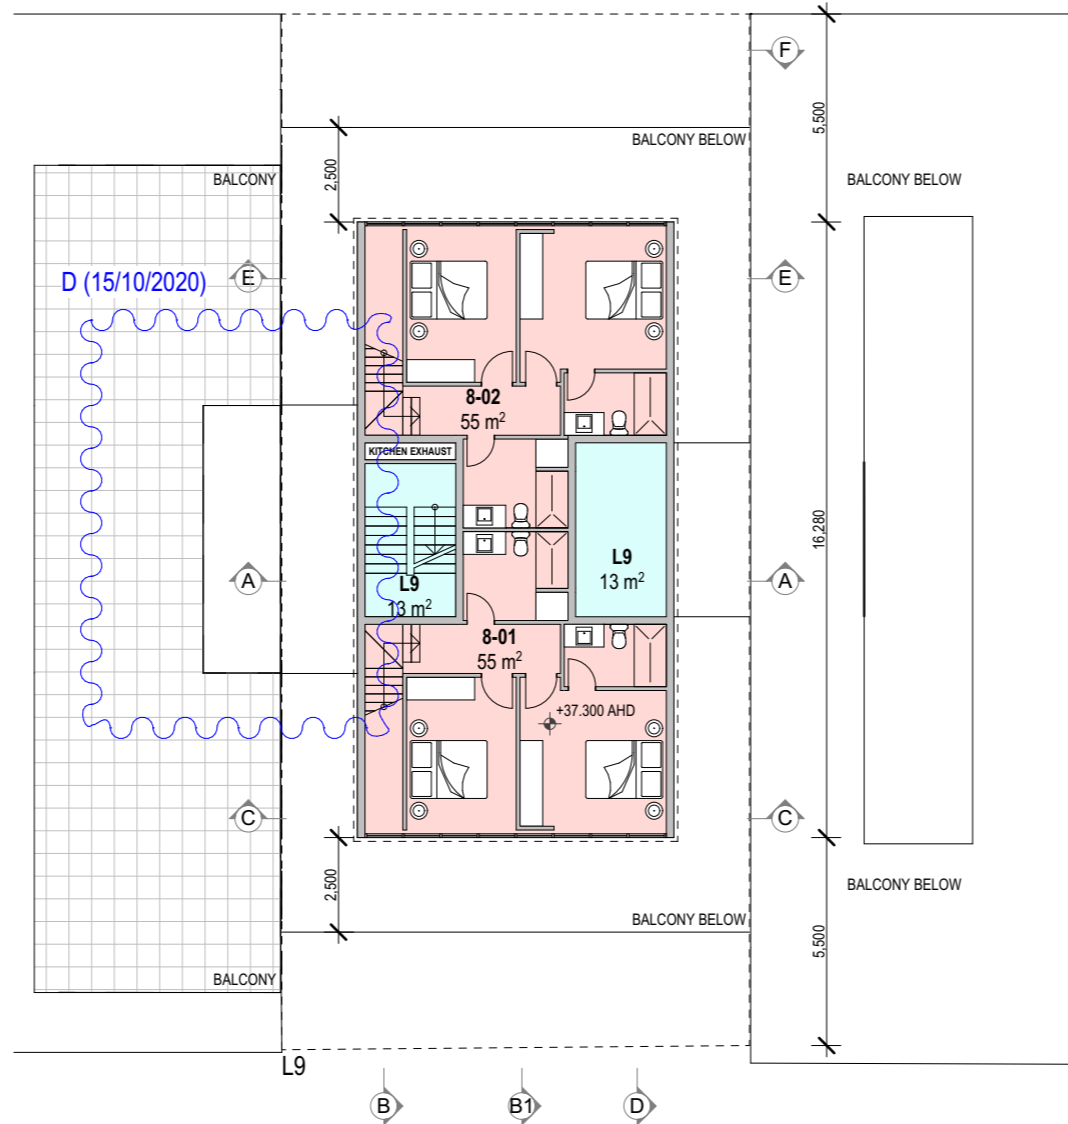 F
5,500
BALCONY BELOW
2,500
BALCONY
BALCONY BELOW
D (15/10/2020)
E
E
8-02
55 m²
KITCHEN EXHAUST
16,280
L9
13 m²
A
L9
13 m²
A
8-01
55 m²
+37.300 AHD
C
C
2,500
BALCONY BELOW
BALCONY BELOW
5,500
BALCONY
L9
B
B1
D